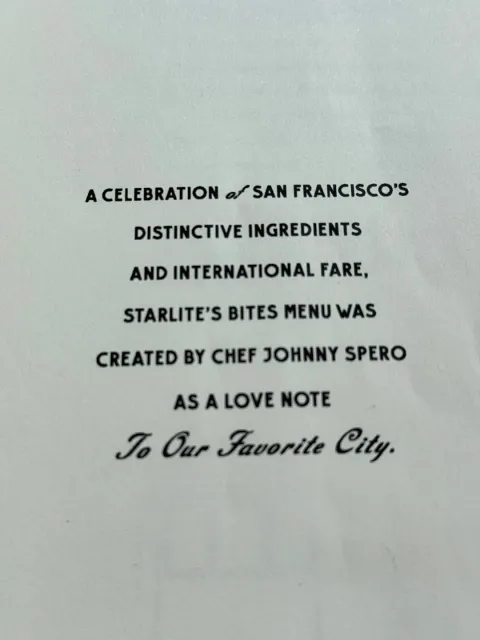 A CELEBRATION of SAN FRANCISCO'S
DISTINCTIVE INGREDIENTS
AND INTERNATIONAL FARE,
STARLITE'S BITES MENU WAS
CREATED BY CHEF JOHNNY SPERO
AS A LOVE NOTE
To Our Favorite City.